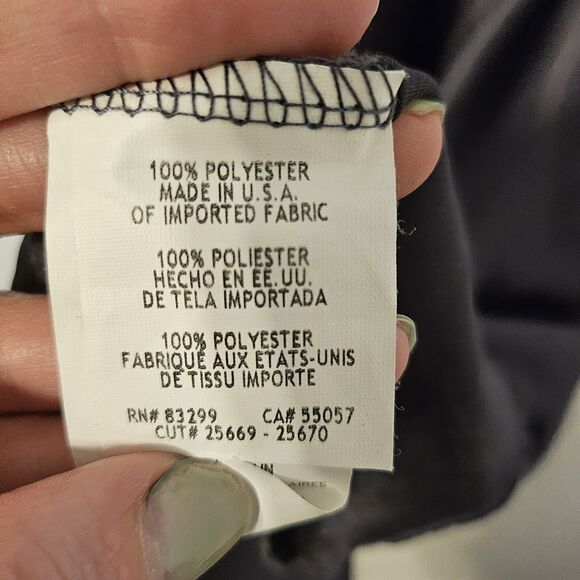 100% POLYESTER
MADE IN U.S.A.
OF IMPORTED FABRIC
100% POLIESTER
HECHO EN EE.UU.
DE TELA IMPORTADA
100% POLYESTER
FABRIQUÉ AUX ETATS-UNIS
DE TISSU IMPORTE
RN# 83299 CA# 55057
CUT# 25669 - 25670